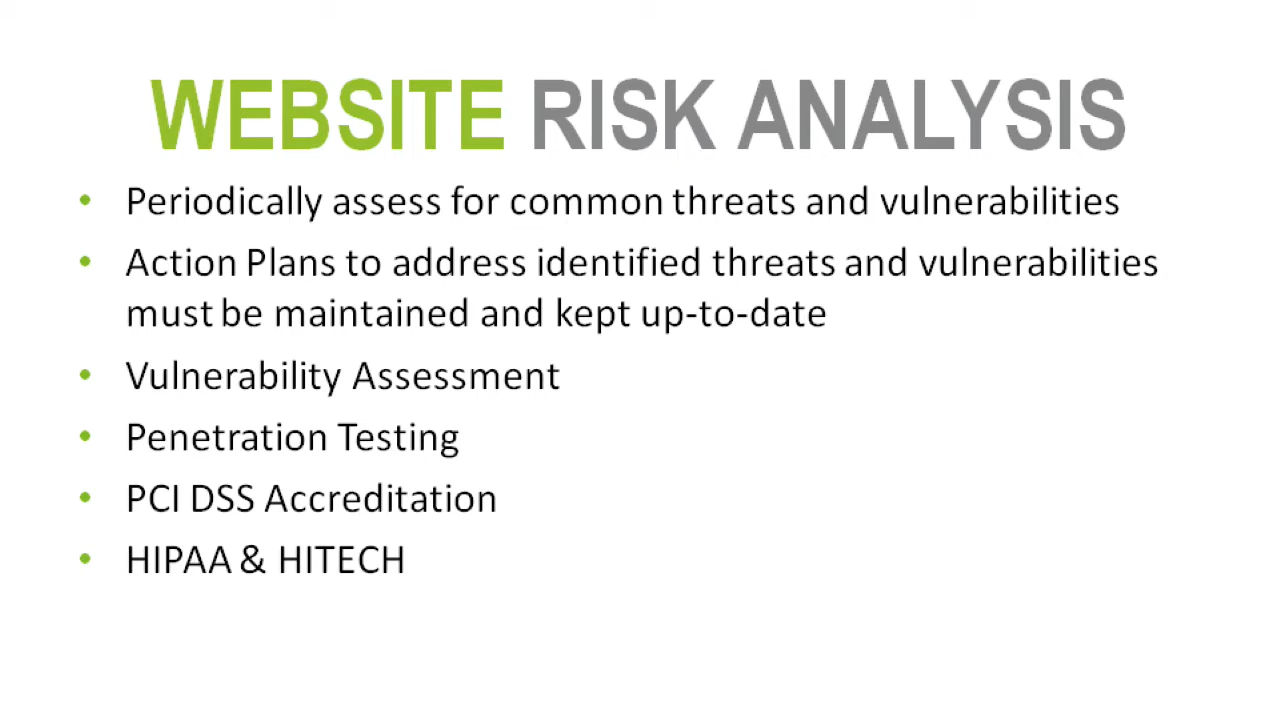 WEBSITE RISK ANALYSIS
• Periodically assess for common threats and vulnerabilities
• Action Plans to address identified threats and vulnerabilities
must be maintained and kept up-to-date
• Vulnerability Assessment
• Penetration Testing
• PCI DSS Accreditation
• HIPAA & HITECH